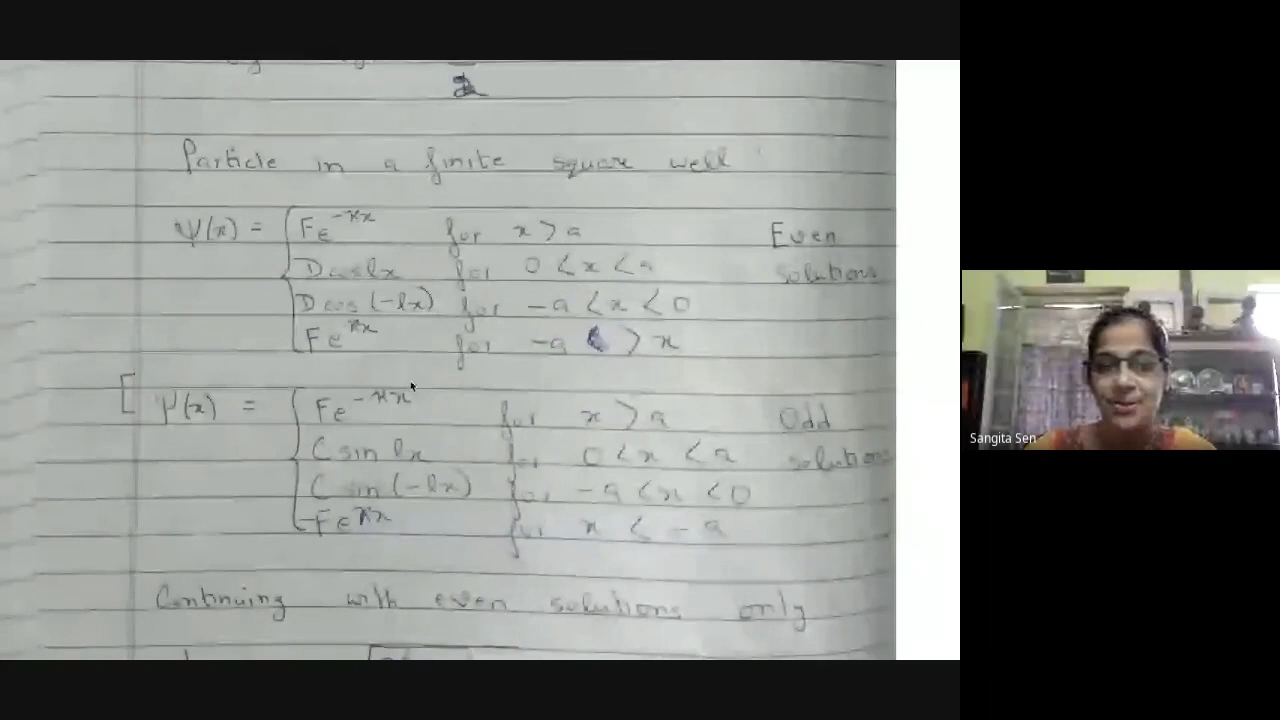 2
Particle in a finite square well
ψ(x) = { Fe^{-κx} for x > a Even
D cos lx for 0 < x < a solutions
D cos (-lx) for -a < x < 0
Fe^{κx} for -a > x
[ ψ(x) = { Fe^{-κx} for x > a Odd
C sin lx for 0 < x < a solutions
C sin (-lx) for -a < x < 0
-Fe^{κx} for x < -a
Continuing with even solutions only
Sangita Sen